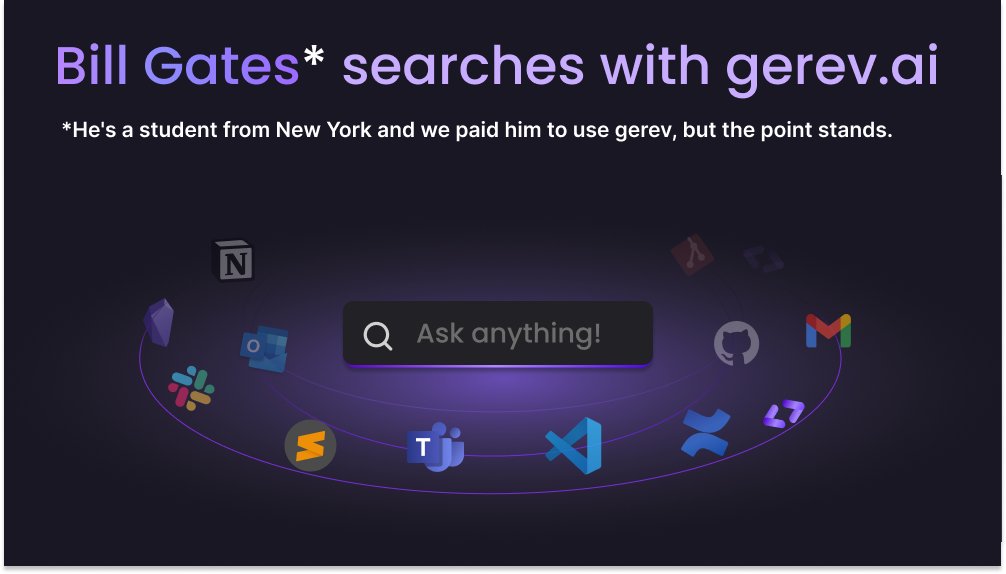 Bill Gates* searches with gerev.ai
*He's a student from New York and we paid him to use gerev, but the point stands.
N
Ask anything!
O
T